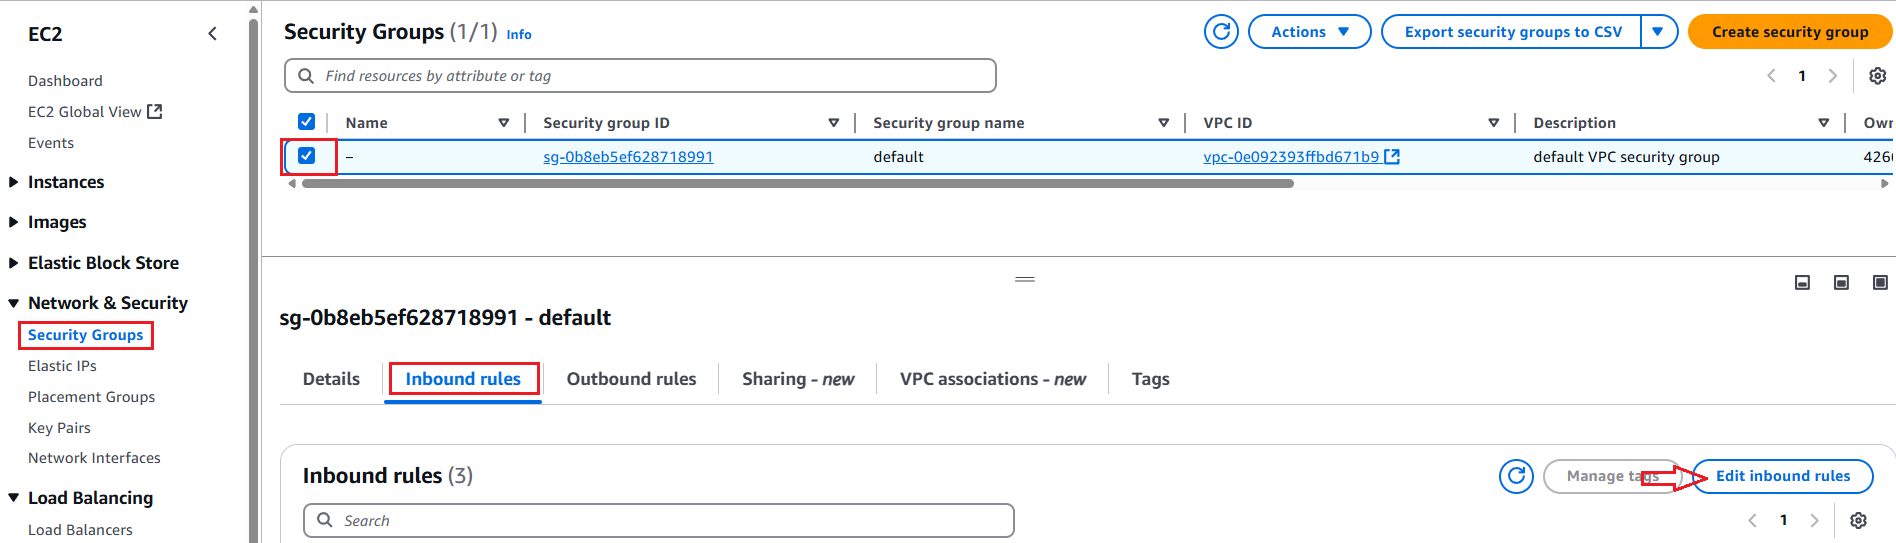 EC2
Dashboard
EC2 Global View
Events
Instances
Images
Elastic Block Store
Network & Security
Security Groups
Elastic IPs
Placement Groups
Key Pairs
Network Interfaces
Load Balancing
Load Balancers
Security Groups (1/1) Info
Actions
Export security groups to CSV
Create security group
Find resources by attribute or tag
1
Name Security group ID Security group name VPC ID Description Own
– sg-0b8eb5ef628718991 default vpc-0e092393ffbd671b9 default VPC security group 4266
sg-0b8eb5ef628718991 - default
Details Inbound rules Outbound rules Sharing - new VPC associations - new Tags
Inbound rules (3)
Manage tags
Edit inbound rules
Search
1